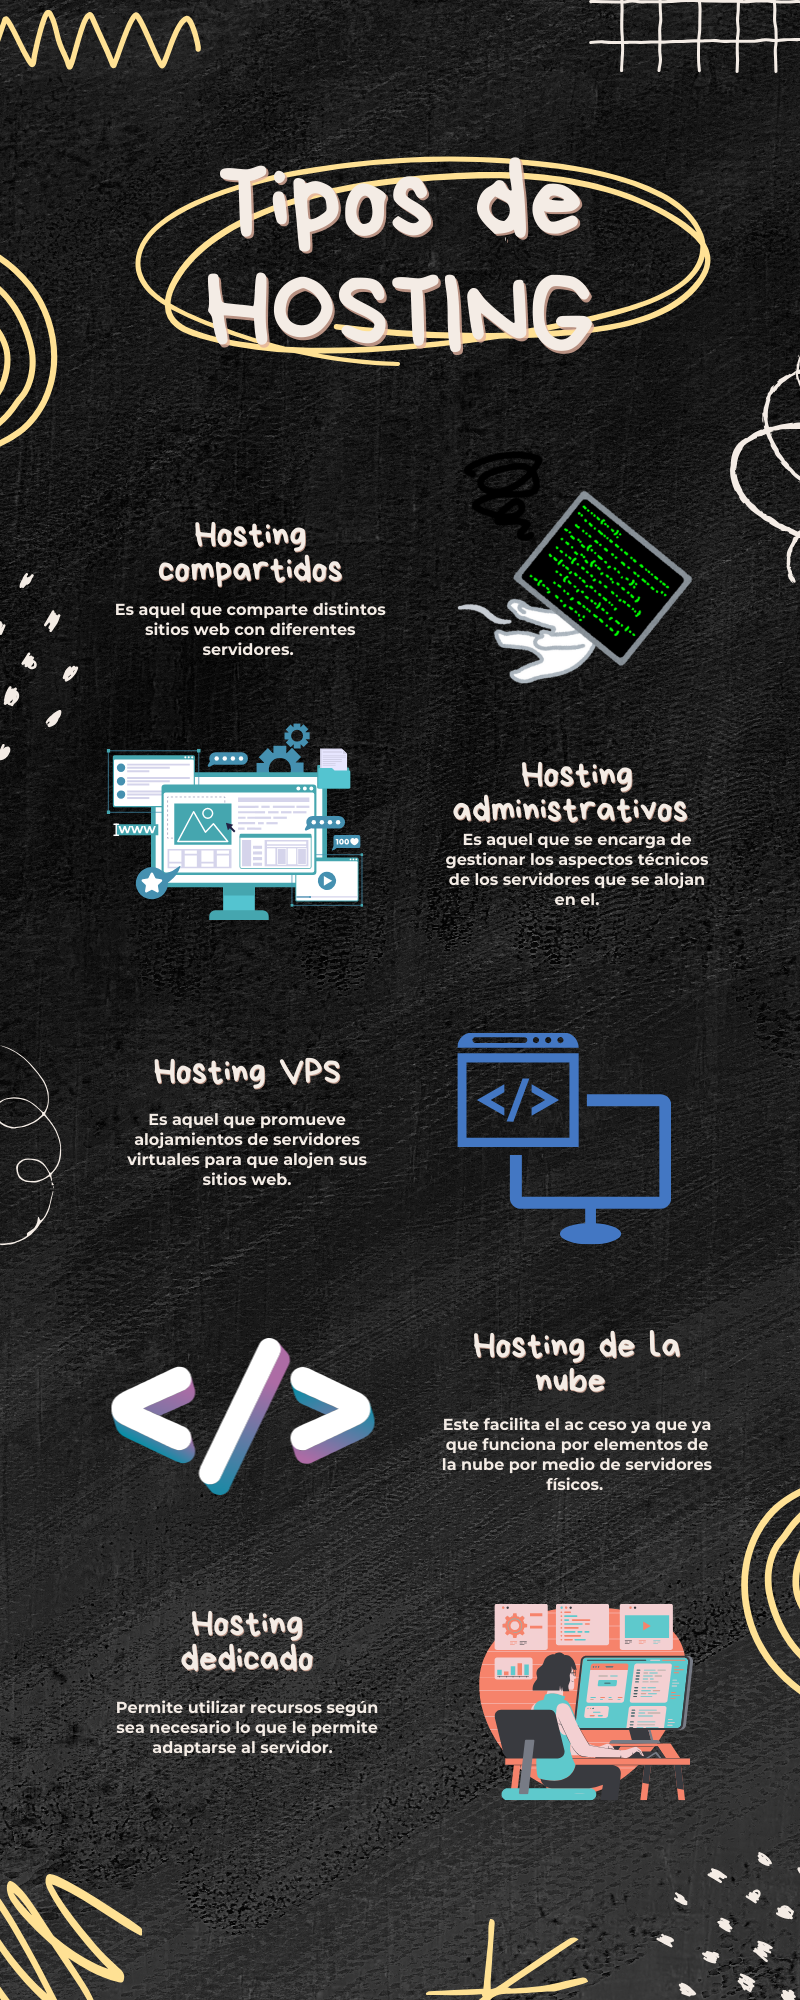 Tipos de
HOSTING
Hosting
compartidos
Es aquel que comparte distintos
sitios web con diferentes
servidores.
WWW
100
Hosting
administrativos
Es aquel que se encarga de
gestionar los aspectos técnicos
de los servidores que se alojan
en el.
Hosting VPS
Es aquel que promueve
alojamientos de servidores
virtuales para que alojen sus
sitios web.
</>
</>
Hosting de la
nube
Este facilita el ac ceso ya que ya
que funciona por elementos de
la nube por medio de servidores
físicos.
Hosting
dedicado
Permite utilizar recursos según
sea necesario lo que le permite
adaptarse al servidor.